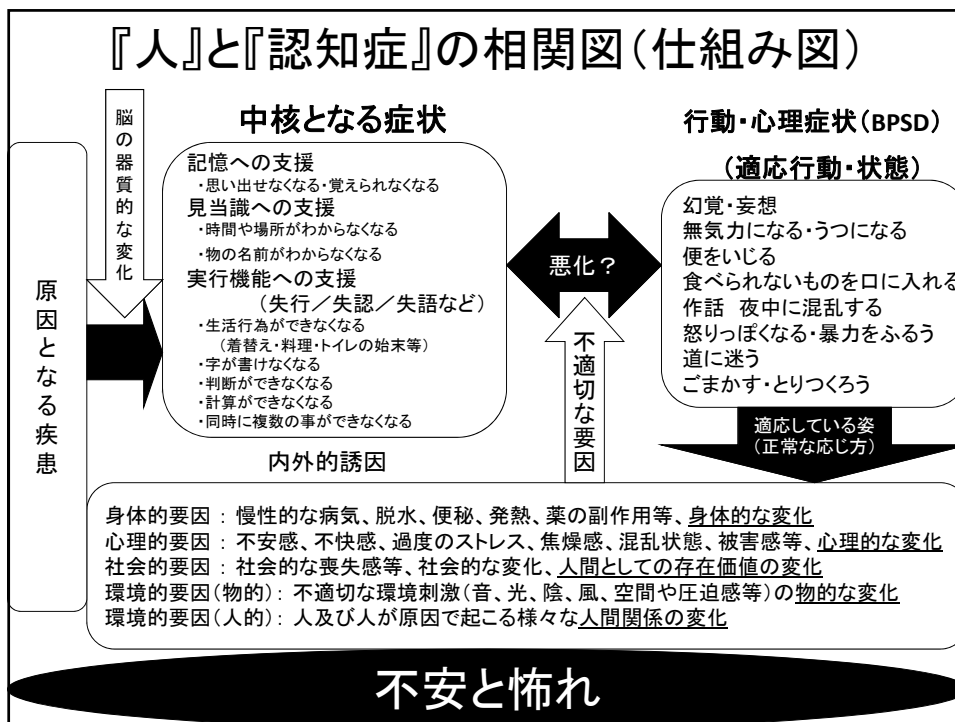 『人』と『認知症』の相関図(仕組み図)
脳の器質的な変化
原因となる疾患
中核となる症状
記憶への支援
・思い出せなくなる・覚えられなくなる
見当識への支援
・時間や場所がわからなくなる
・物の名前がわからなくなる
実行機能への支援
(失行/失認/失語など)
・生活行為ができなくなる
(着替え・料理・トイレの始末等)
・字が書けなくなる
・判断ができなくなる
・計算ができなくなる
・同時に複数の事ができなくなる
悪化?
不適切な要因
行動・心理症状(BPSD)
(適応行動・状態)
幻覚・妄想
無気力になる・うつになる
便をいじる
食べられないものを口に入れる
作話 夜中に混乱する
怒りっぽくなる・暴力をふるう
道に迷う
ごまかす・とりつくろう
適応している姿
(正常な応じ方)
内外的誘因
身体的要因 : 慢性的な病気、脱水、便秘、発熱、薬の副作用等、身体的な変化
心理的要因 : 不安感、不快感、過度のストレス、焦燥感、混乱状態、被害感等、心理的な変化
社会的要因 : 社会的な喪失感等、社会的な変化、人間としての存在価値の変化
環境的要因(物的) : 不適切な環境刺激(音、光、陰、風、空間や圧迫感等)の物的な変化
環境的要因(人的) : 人及び人が原因で起こる様々な人間関係の変化
不安と怖れ